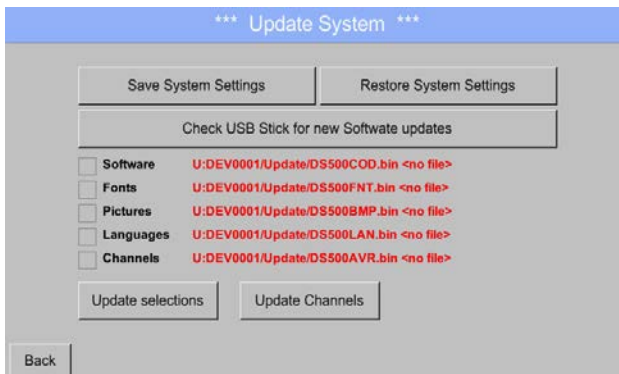 *** Update System ***
Save System Settings Restore System Settings
Check USB Stick for new Softwate updates
Software U:DEV0001/Update/DS500COD.bin <no file>
Fonts U:DEV0001/Update/DS500FNT.bin <no file>
Pictures U:DEV0001/Update/DS500BMP.bin <no file>
Languages U:DEV0001/Update/DS500LAN.bin <no file>
Channels U:DEV0001/Update/DS500AVR.bin <no file>
Update selections Update Channels
Back